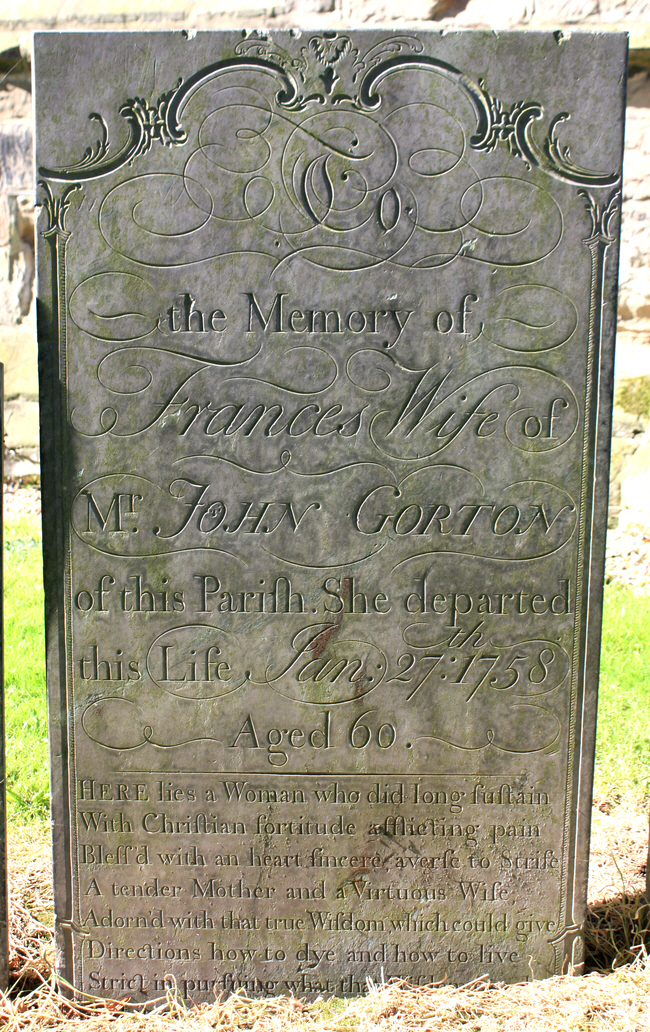 To
the Memory of
Frances Wife of
Mr. JOHN GORTON
of this Pariſh. She departed
this Life Jan: 27th: 1758
Aged 60.
HERE lies a Woman who did long ſuſtain
With Chriſtian fortitude afflicting pain
Bleſſ'd with an heart ſincere, averſe to Strife
A tender Mother and a Virtuous Wife,
Adorn'd with that true Wiſdom which could give
Directions how to dye and how to live
Strict in purſuing what that